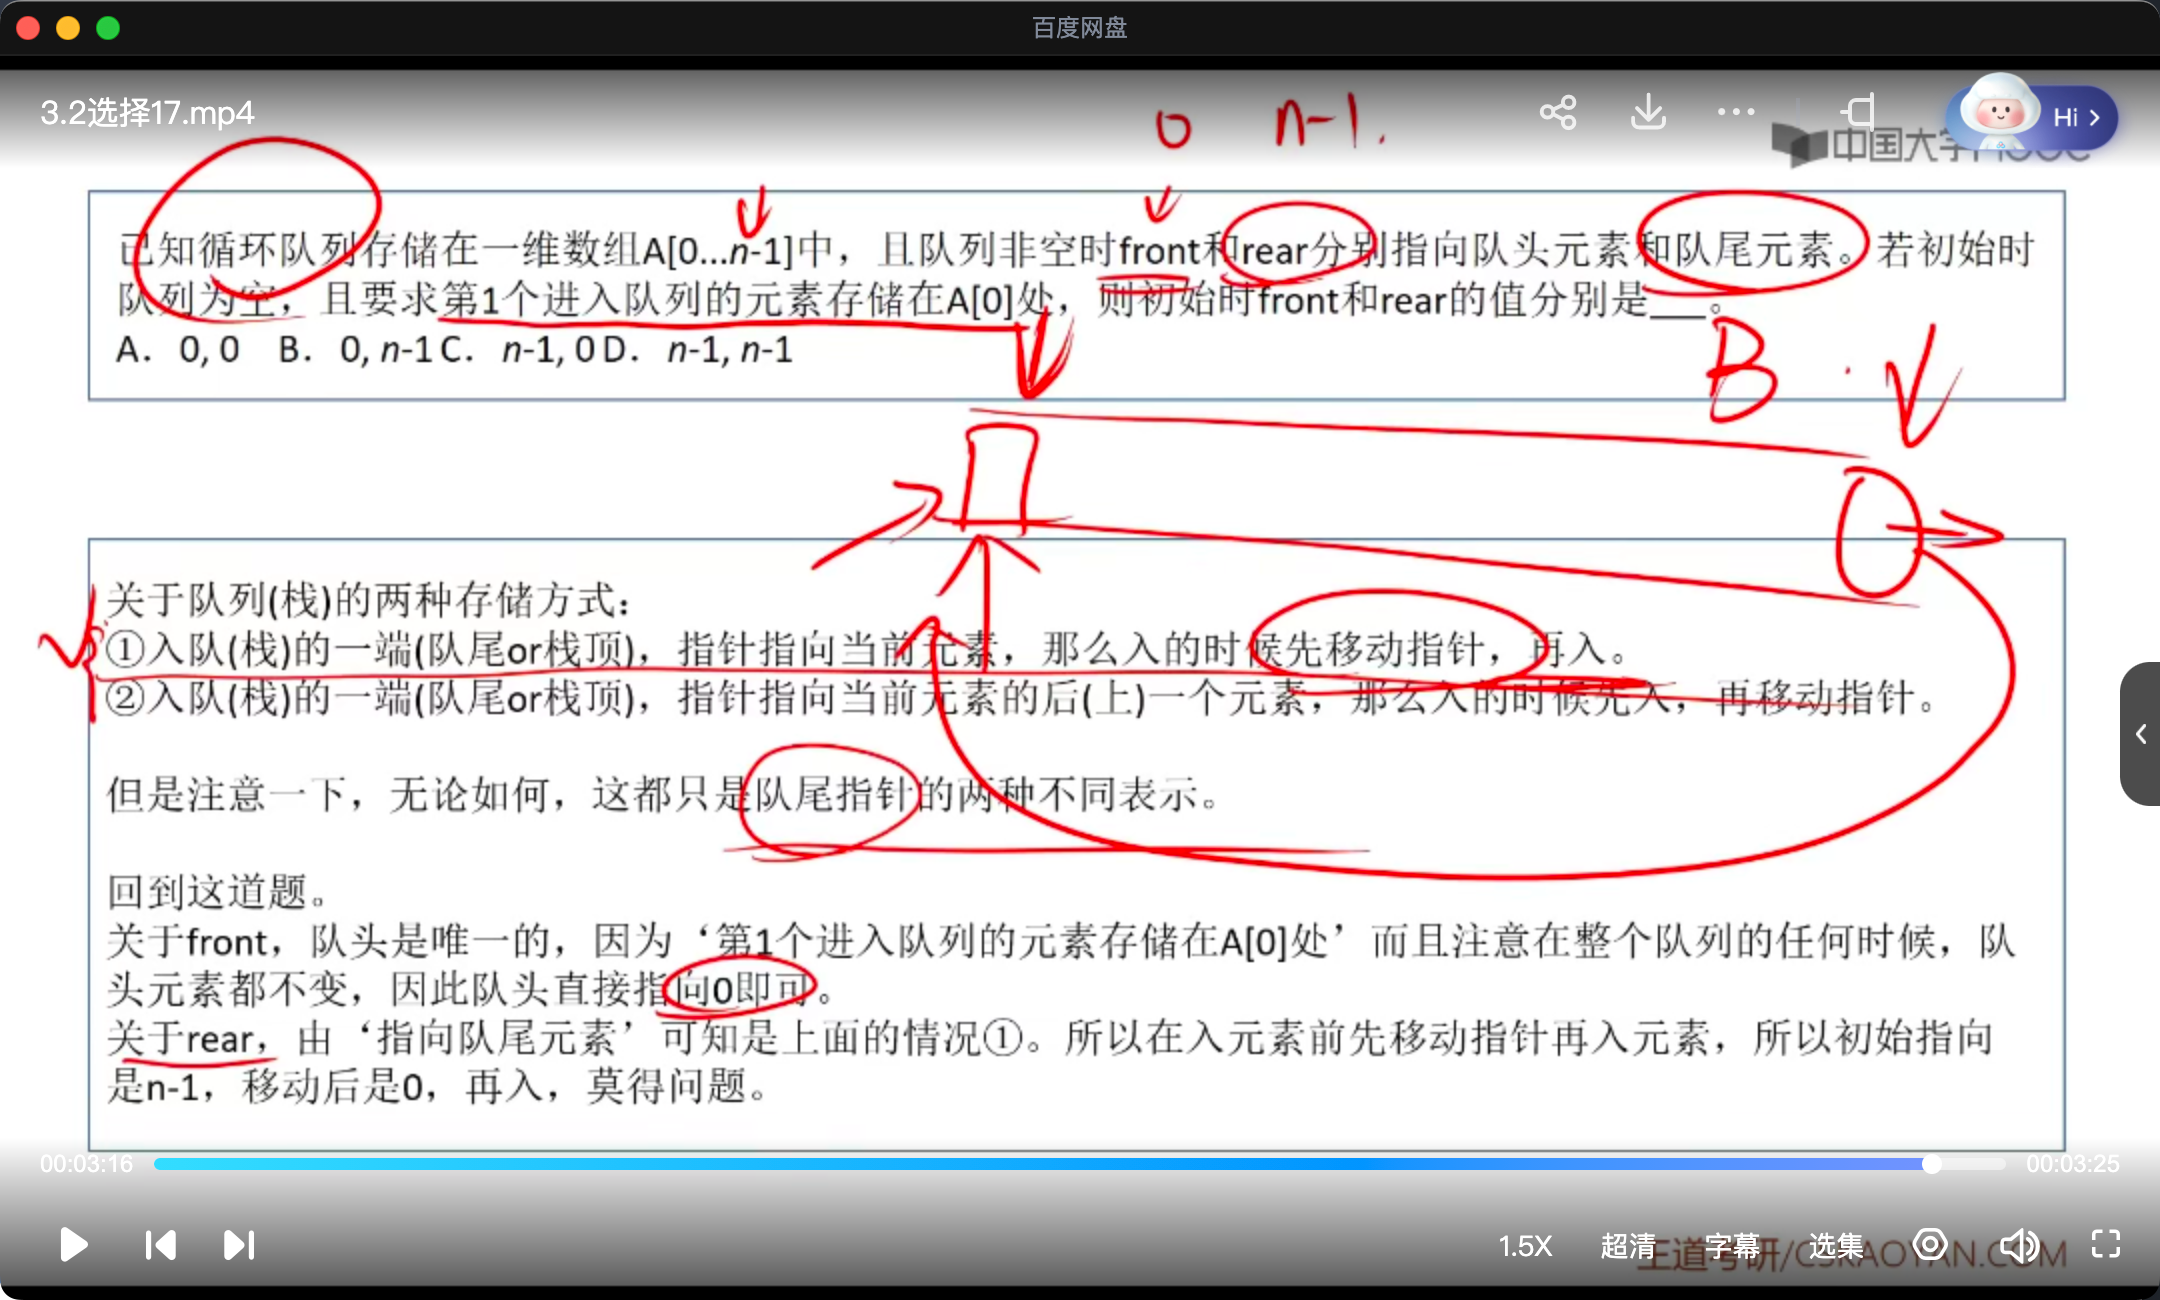 百度网盘
3.2选择17.mp4
0 n-1.
Hi
中国大学MOOC
已知循环队列存储在一维数组A[0...n-1]中，且队列非空时front和rear分别指向队头元素和队尾元素。若初始时
队列为空，且要求第1个进入队列的元素存储在A[0]处，则初始时front和rear的值分别是___。
A. 0, 0 B. 0, n-1 C. n-1, 0 D. n-1, n-1
B
关于队列(栈)的两种存储方式：
①入队(栈)的一端(队尾or栈顶)，指针指向当前元素，那么入的时候先移动指针，再入。
②入队(栈)的一端(队尾or栈顶)，指针指向当前元素的后(上)一个元素，那么入的时候先入，再移动指针。
但是注意一下，无论如何，这都只是队尾指针的两种不同表示。
回到这道题。
关于front，队头是唯一的，因为‘第1个进入队列的元素存储在A[0]处’而且注意在整个队列的任何时候，队
头元素都不变，因此队头直接指向0即可。
关于rear，由‘指向队尾元素’可知是上面的情况①。所以在入元素前先移动指针再入元素，所以初始指向
是n-1，移动后是0，再入，莫得问题。
00:03:16 00:03:25
1.5X 超清 字幕 选集
王道考研/CSKAOYAN.COM